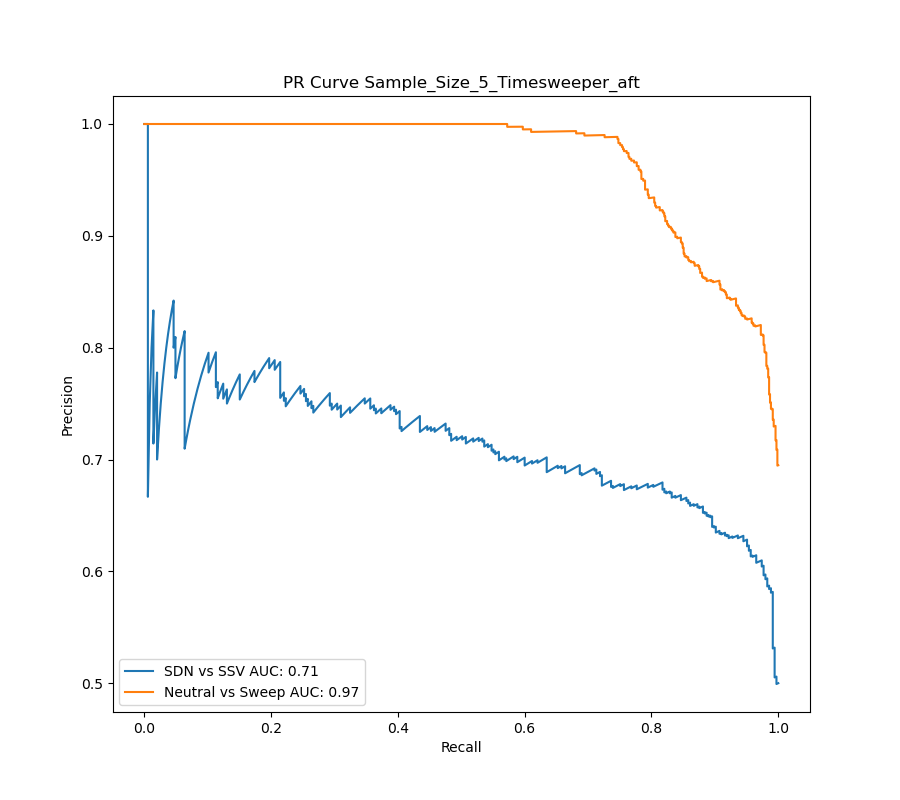 PR Curve Sample_Size_5_Timesweeper_aft
1.0
0.9
0.8
0.7
0.6
0.5
Precision
SDN vs SSV AUC: 0.71
Neutral vs Sweep AUC: 0.97
0.0 0.2 0.4 0.6 0.8 1.0
Recall